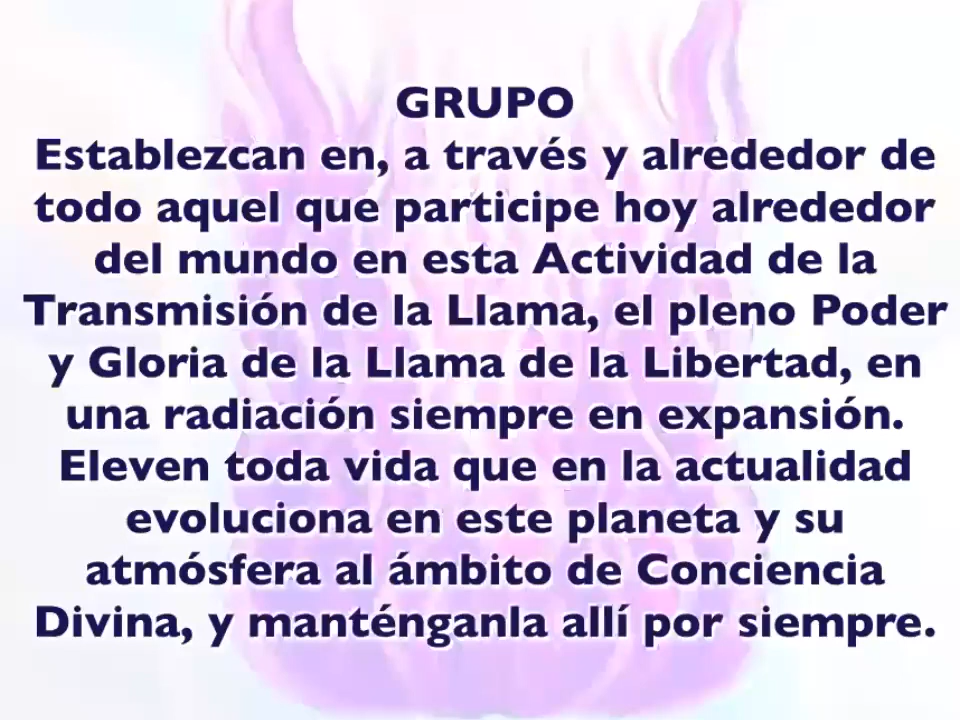 GRUPO
Establezcan en, a través y alrededor de
todo aquel que participe hoy alrededor
del mundo en esta Actividad de la
Transmisión de la Llama, el pleno Poder
y Gloria de la Llama de la Libertad, en
una radiación siempre en expansión.
Eleven toda vida que en la actualidad
evoluciona en este planeta y su
atmósfera al ámbito de Conciencia
Divina, y manténganla allí por siempre.